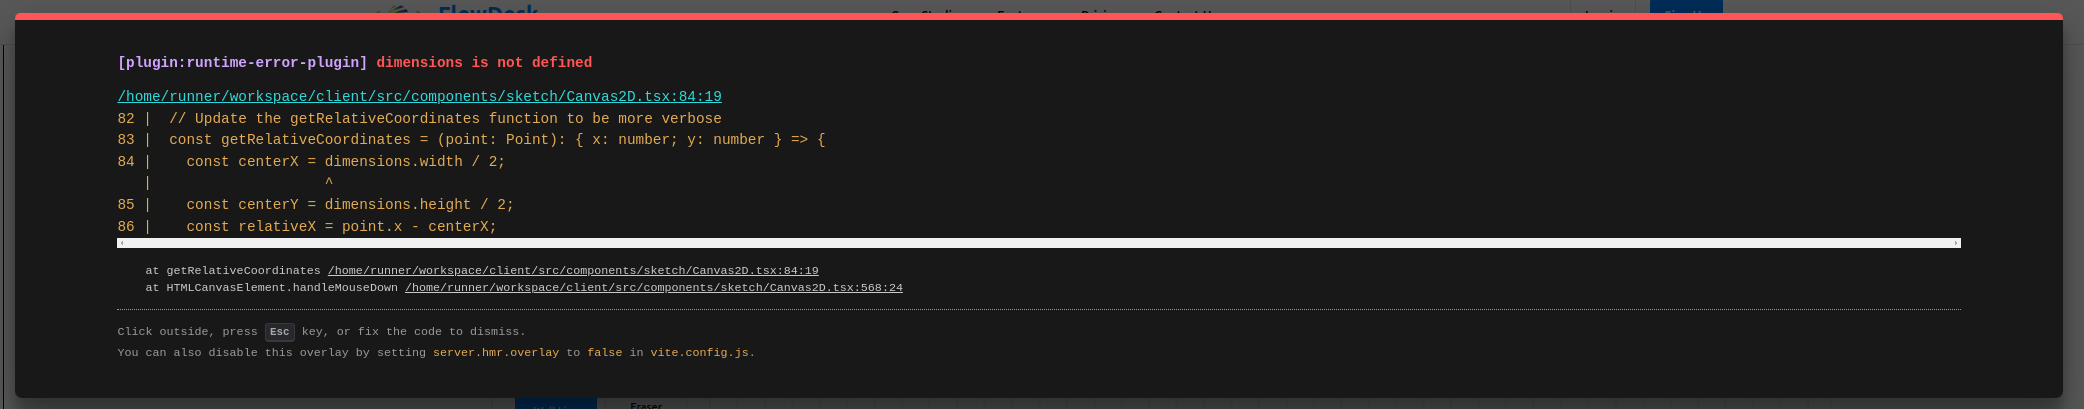 [plugin:runtime-error-plugin] dimensions is not defined
/home/runner/workspace/client/src/components/sketch/Canvas2D.tsx:84:19
82 |  // Update the getRelativeCoordinates function to be more verbose
83 |  const getRelativeCoordinates = (point: Point): { x: number; y: number } => {
84 |    const centerX = dimensions.width / 2;
   |                    ^
85 |    const centerY = dimensions.height / 2;
86 |    const relativeX = point.x - centerX;
at getRelativeCoordinates /home/runner/workspace/client/src/components/sketch/Canvas2D.tsx:84:19
at HTMLCanvasElement.handleMouseDown /home/runner/workspace/client/src/components/sketch/Canvas2D.tsx:568:24
Click outside, press Esc key, or fix the code to dismiss.
You can also disable this overlay by setting server.hmr.overlay to false in vite.config.js.
Eraser